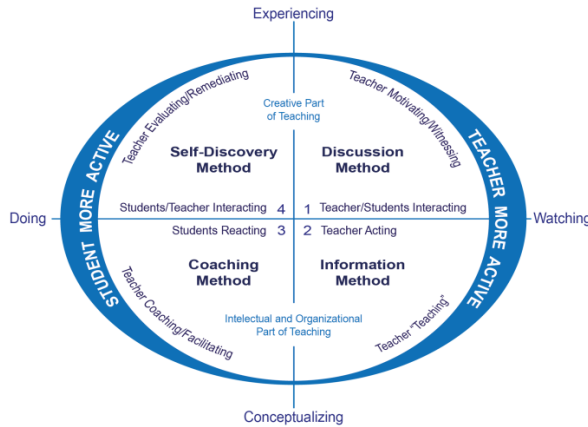 Experiencing
Teacher Evaluating/Remediating
Teacher Motivating/Witnessing
Creative Part
of Teaching
STUDENT MORE ACTIVE
TEACHER MORE ACTIVE
Self-Discovery
Method
Discussion
Method
Students/Teacher Interacting 4
1 Teacher/Students Interacting
Doing
Watching
Students Reacting 3
2 Teacher Acting
Coaching
Method
Information
Method
Teacher Coaching/Facilitating
Teacher "Teaching"
Intelectual and Organizational
Part of Teaching
Conceptualizing